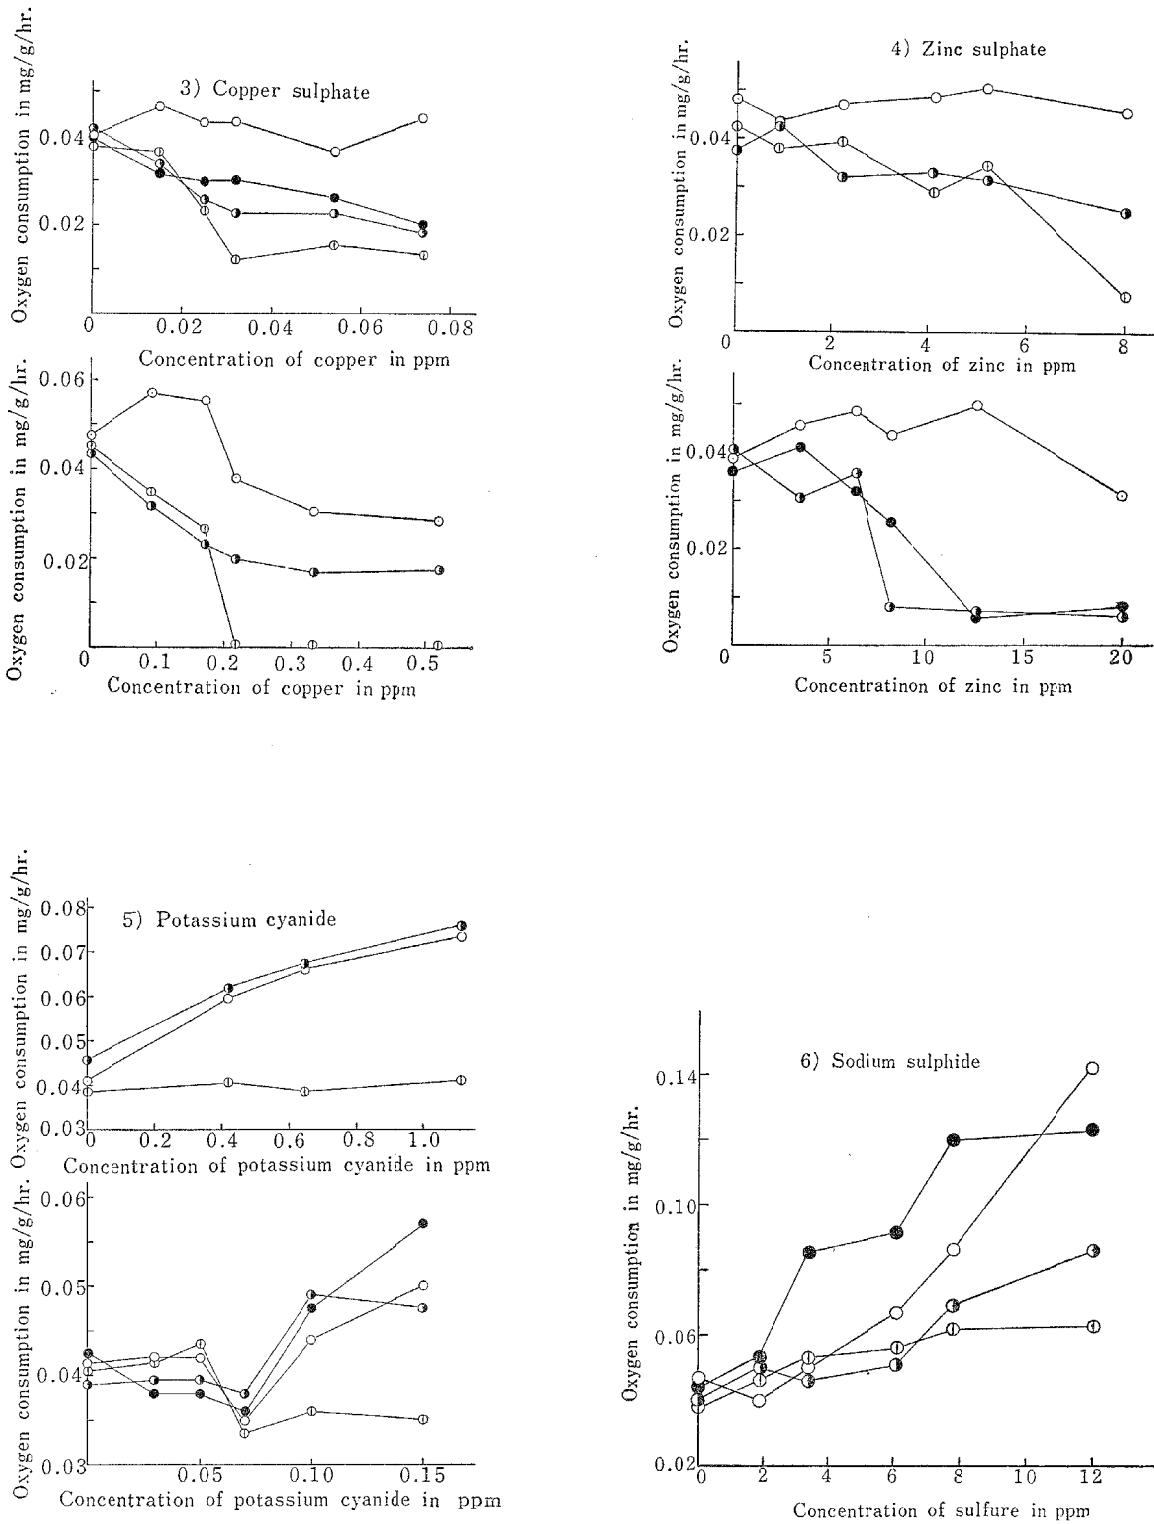 3) Copper sulphate
Oxygen consumption in mg/g/hr.
0.04
0.02
0 0.02 0.04 0.06 0.08
Concentration of copper in ppm
Oxygen consumption in mg/g/hr.
0.06
0.04
0.02
0 0.1 0.2 0.3 0.4 0.5
Concentration of copper in ppm
4) Zinc sulphate
Oxygen consumption in mg/g/hr.
0.04
0.02
0 2 4 6 8
Concentration of zinc in ppm
Oxygen consumption in mg/g/hr.
0.04
0.02
0 5 10 15 20
Concentratinon of zinc in ppm
5) Potassium cyanide
Oxygen consumption in mg/g/hr.
0.08
0.07
0.06
0.05
0.04
0.03
0 0.2 0.4 0.6 0.8 1.0
Concentration of potassium cyanide in ppm
Oxygen consumption in mg/g/hr.
0.06
0.05
0.04
0.03
0.05 0.10 0.15
Concentration of potassium cyanide in ppm
6) Sodium sulphide
Oxygen consumption in mg/g/hr.
0.14
0.10
0.06
0.02
0 2 4 6 8 10 12
Concentration of sulfure in ppm